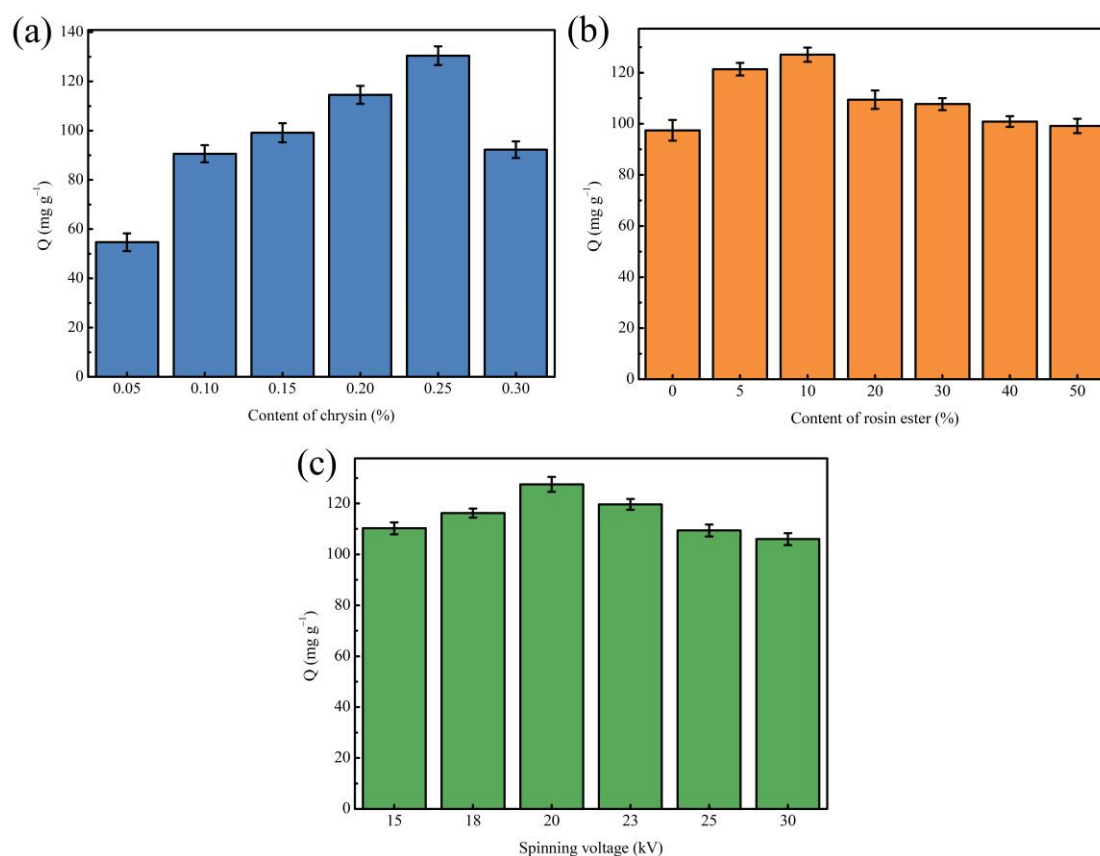 (a)
140
120
100
80
60
40
20
0
Q (mg g⁻¹)
0.05 0.10 0.15 0.20 0.25 0.30
Content of chrysin (%)
(b)
120
100
80
60
40
20
0
Q (mg g⁻¹)
0 5 10 20 30 40 50
Content of rosin ester (%)
(c)
120
100
80
60
40
20
0
Q (mg g⁻¹)
15 18 20 23 25 30
Spinning voltage (kV)